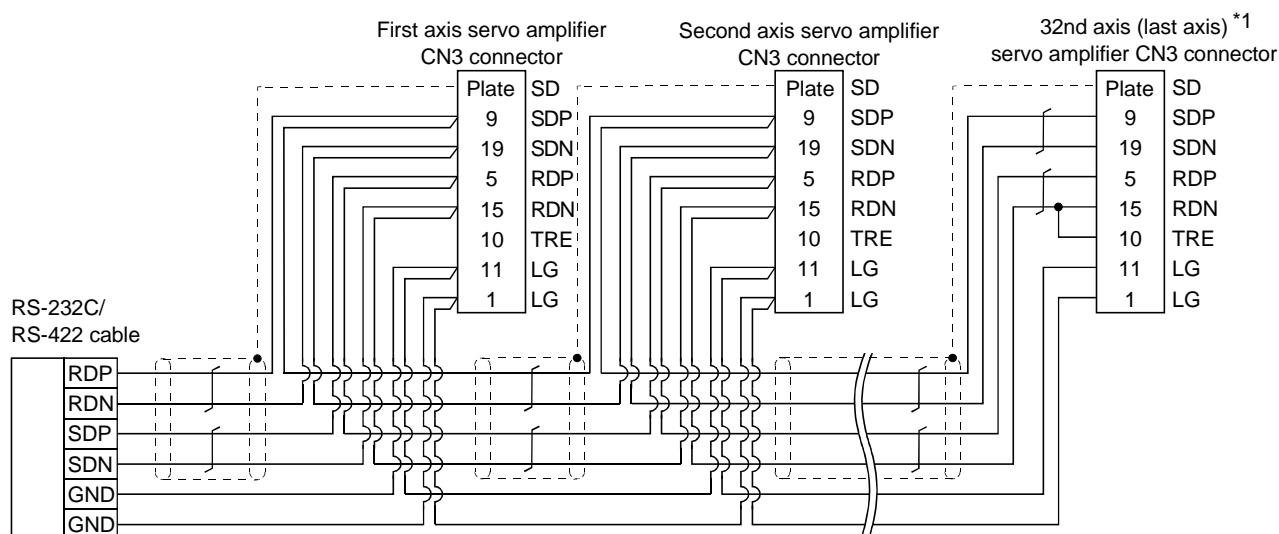 First axis servo amplifier
CN3 connector
Plate SD
9 SDP
19 SDN
5 RDP
15 RDN
10 TRE
11 LG
1 LG
Second axis servo amplifier
CN3 connector
Plate SD
9 SDP
19 SDN
5 RDP
15 RDN
10 TRE
11 LG
1 LG
32nd axis (last axis) *1
servo amplifier CN3 connector
Plate SD
9 SDP
19 SDN
5 RDP
15 RDN
10 TRE
11 LG
1 LG
RS-232C/
RS-422 cable
RDP
RDN
SDP
SDN
GND
GND